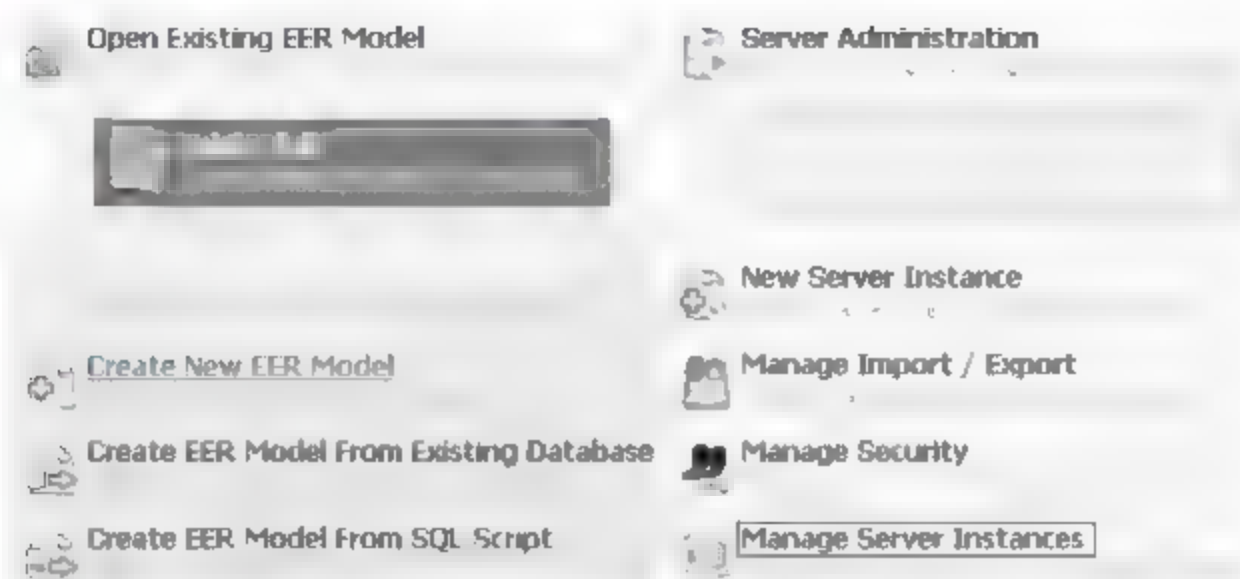 Open Existing EER Model
Create New EER Model
Create EER Model From Existing Database
Create EER Model From SQL Script
Server Administration
New Server Instance
Manage Import / Export
Manage Security
Manage Server Instances